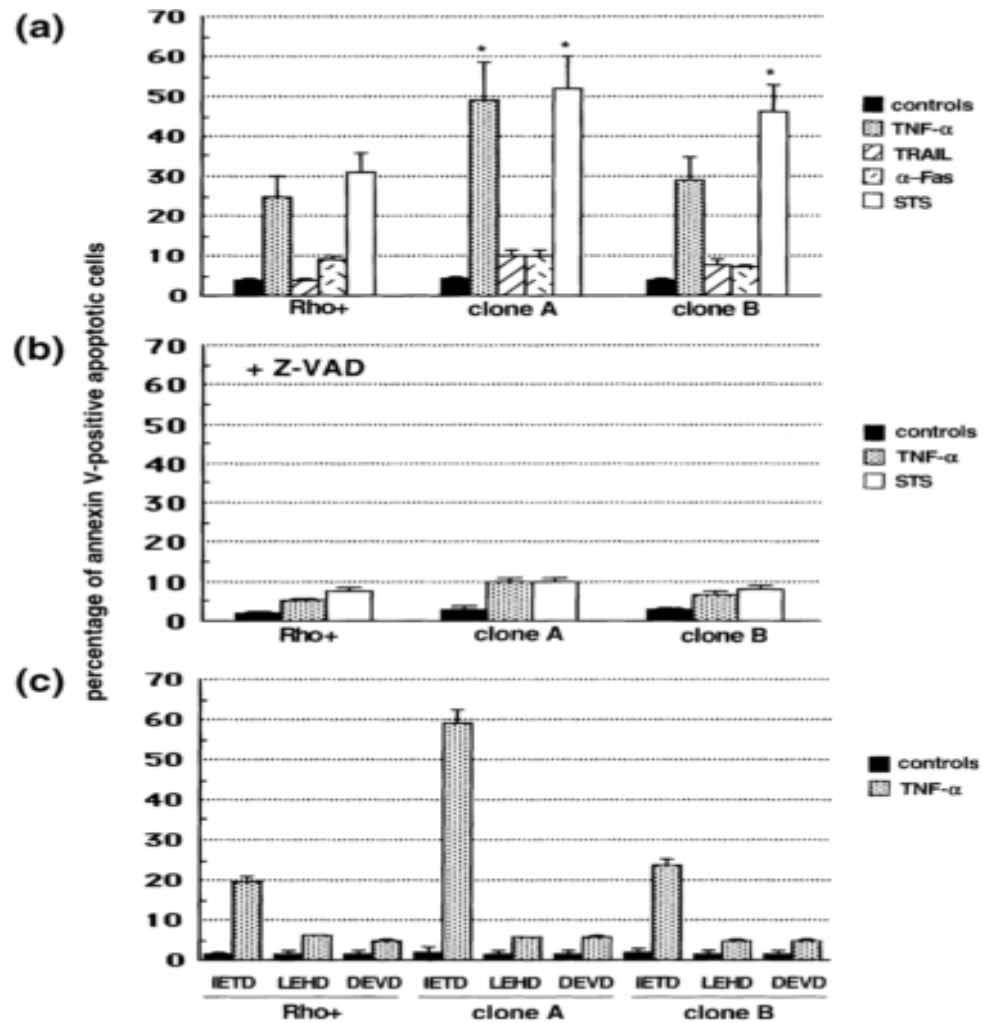 percentage of annexin V-positive apoptotic cells
(a)
70
60
50
40
30
20
10
0
*
*
*
Rho+
clone A
clone B
controls
TNF-α
TRAIL
α-Fas
STS
(b)
70
60
50
40
30
20
10
0
+ Z-VAD
Rho+
clone A
clone B
controls
TNF-α
STS
(c)
70
60
50
40
30
20
10
0
IETD LEHD DEVD IETD LEHD DEVD IETD LEHD DEVD
Rho+
clone A
clone B
controls
TNF-α